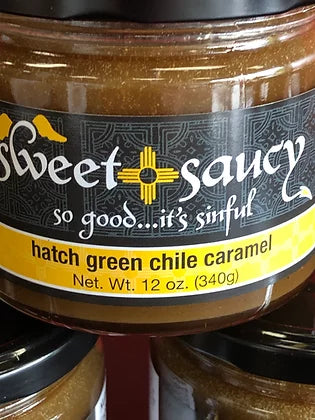 sweet saucy
so good...it's sinful
hatch green chile caramel
Net. Wt. 12 oz. (340g)